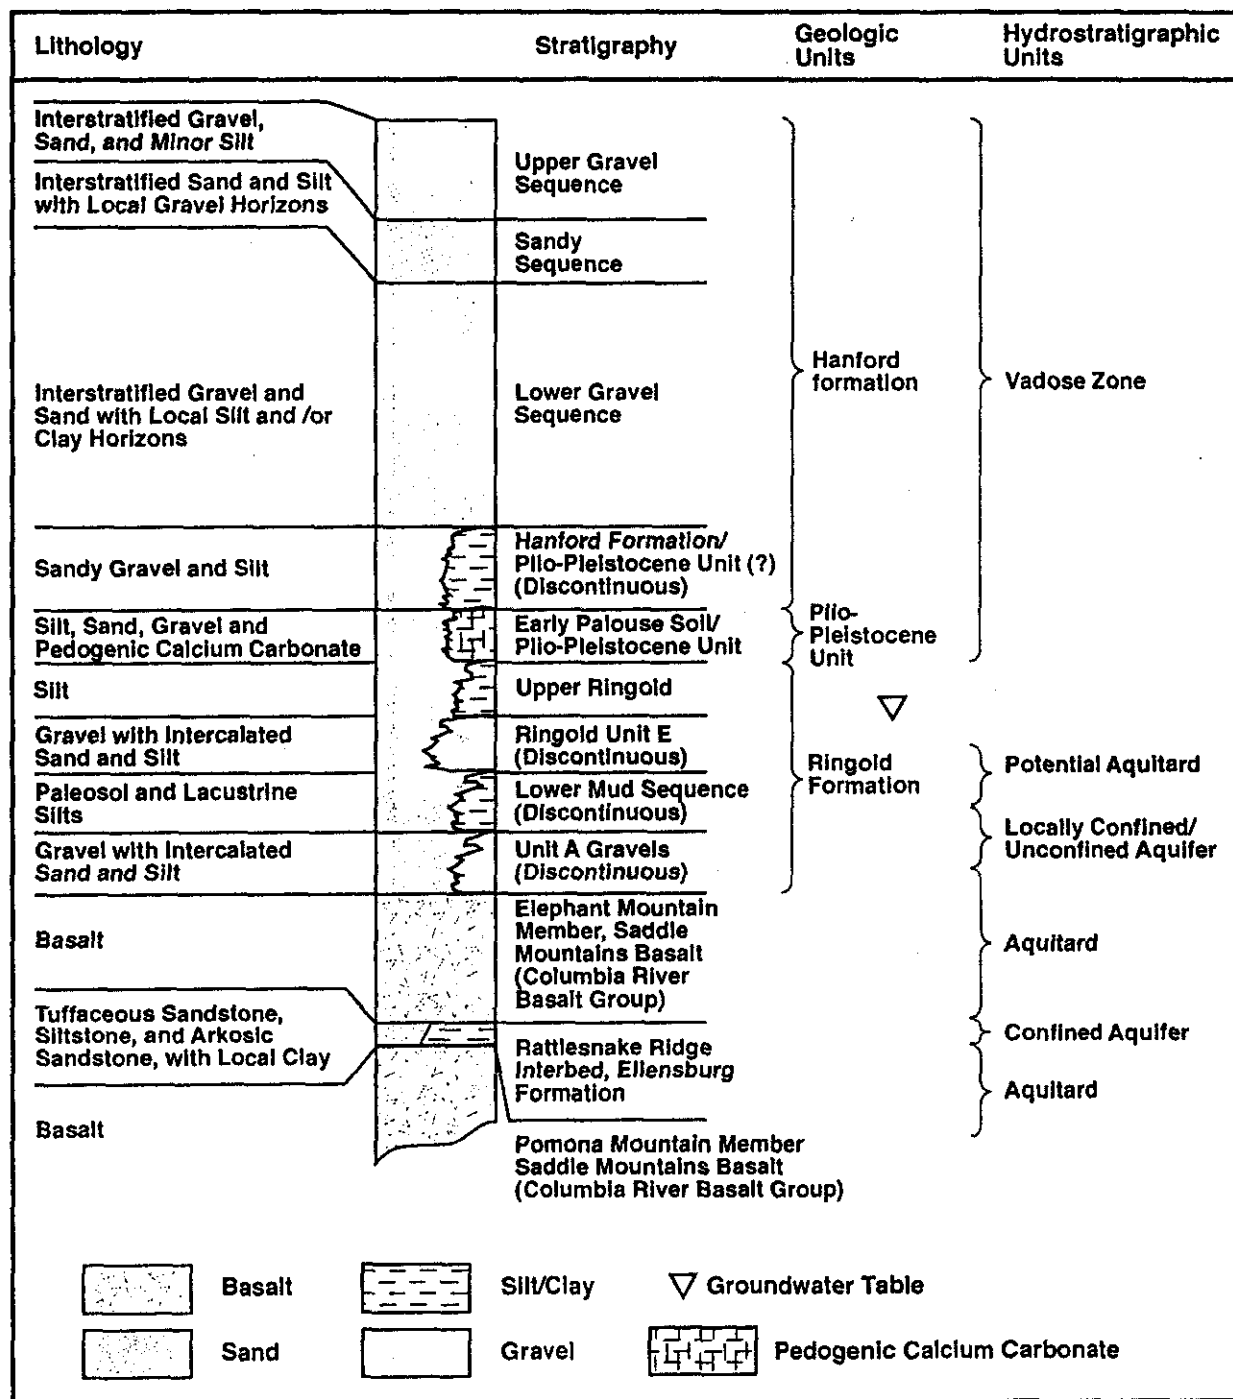 Lithology
Stratigraphy
Geologic
Units
Hydrostratigraphic
Units
Interstratified Gravel,
Sand, and Minor Silt
Interstratified Sand and Silt
with Local Gravel Horizons
Interstratified Gravel and
Sand with Local Silt and /or
Clay Horizons
Sandy Gravel and Silt
Silt, Sand, Gravel and
Pedogenic Calcium Carbonate
Silt
Gravel with Intercalated
Sand and Silt
Paleosol and Lacustrine
Silts
Gravel with Intercalated
Sand and Silt
Basalt
Tuffaceous Sandstone,
Siltstone, and Arkosic
Sandstone, with Local Clay
Basalt
Upper Gravel
Sequence
Sandy
Sequence
Lower Gravel
Sequence
Hanford Formation/
Plio-Pleistocene Unit (?)
(Discontinuous)
Early Palouse Soil/
Plio-Pleistocene Unit
Upper Ringold
Ringold Unit E
(Discontinuous)
Lower Mud Sequence
(Discontinuous)
Unit A Gravels
(Discontinuous)
Elephant Mountain
Member, Saddle
Mountains Basalt
(Columbia River
Basalt Group)
Rattlesnake Ridge
Interbed, Ellensburg
Formation
Pomona Mountain Member
Saddle Mountains Basalt
(Columbia River Basalt Group)
Hanford
formation
Plio-
Pleistocene
Unit
Ringold
Formation
Vadose Zone
Potential Aquitard
Locally Confined/
Unconfined Aquifer
Aquitard
Confined Aquifer
Aquitard
Basalt
Silt/Clay
Groundwater Table
Sand
Gravel
Pedogenic Calcium Carbonate